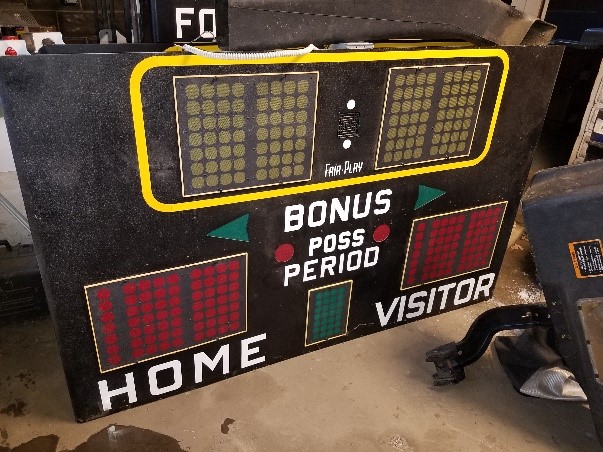 FO
FAIR-PLAY
BONUS
POSS
PERIOD
HOME
VISITOR